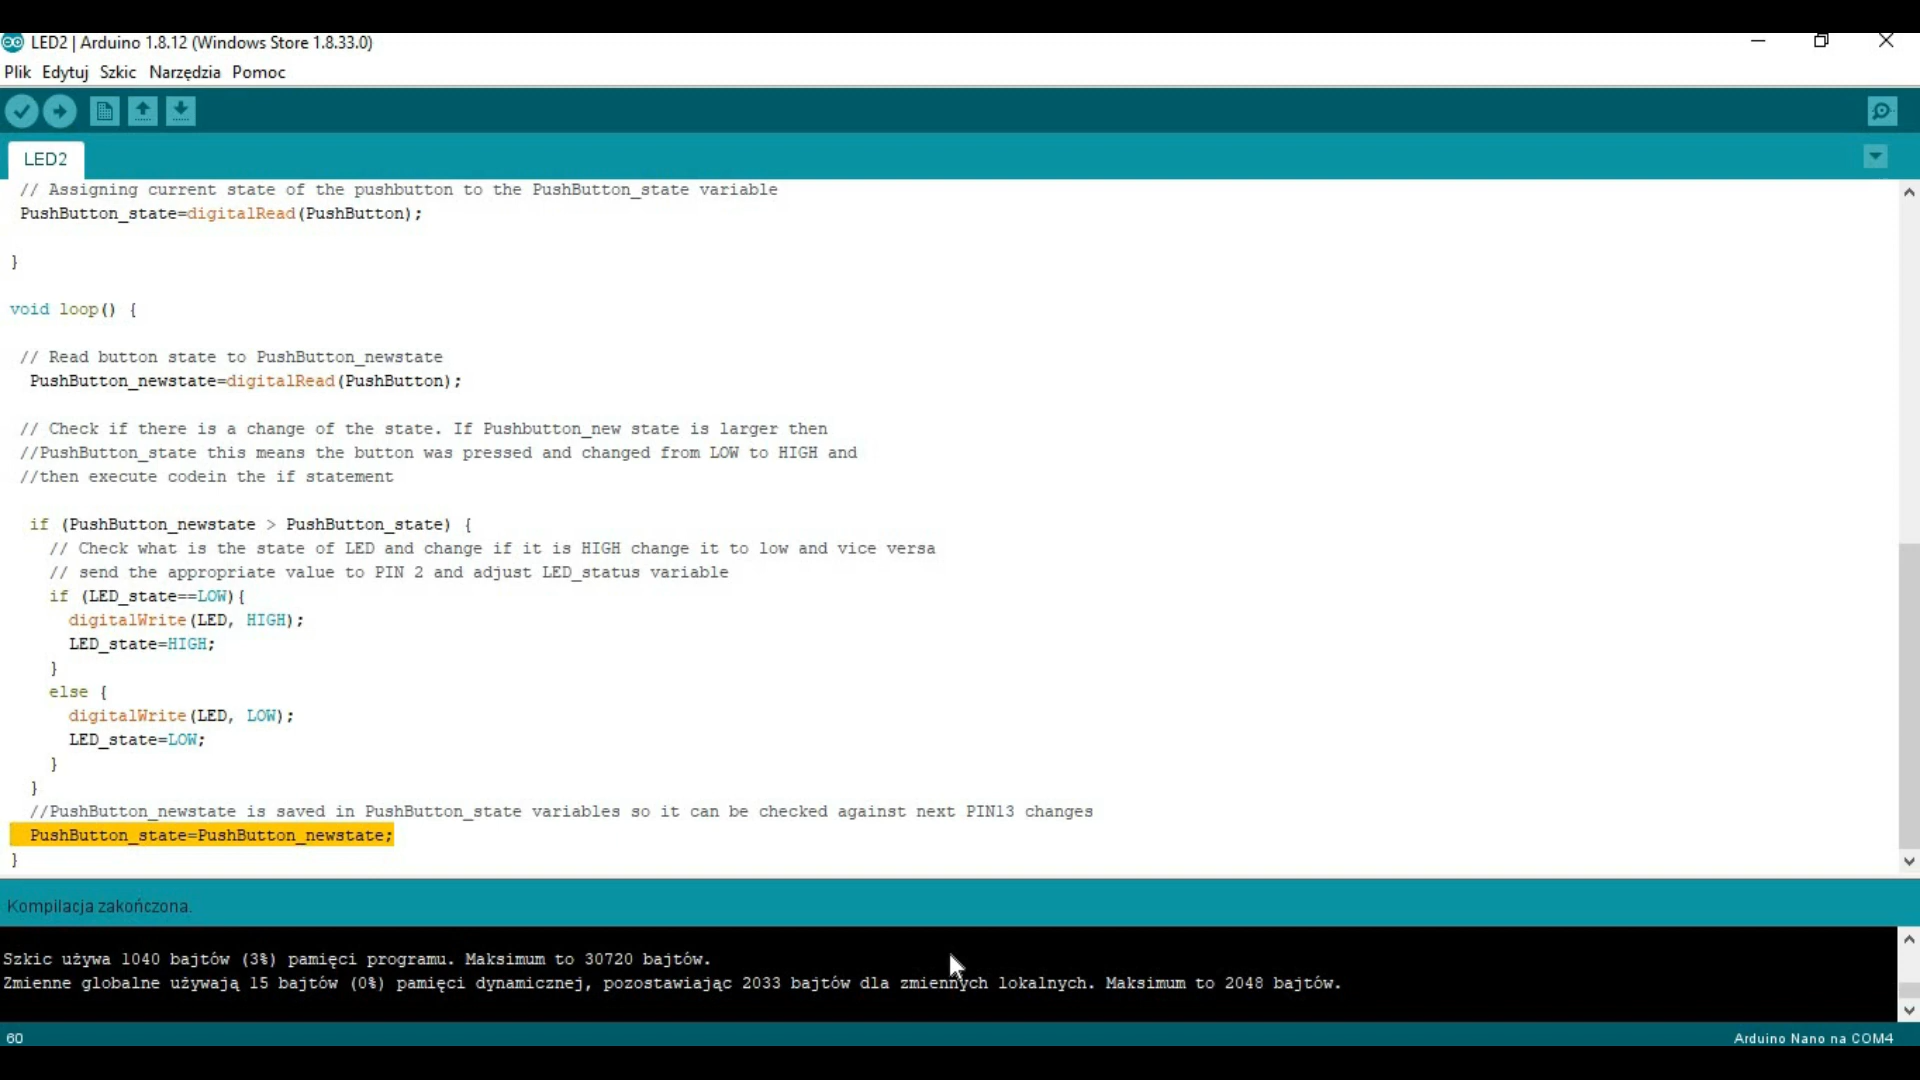 LED2 | Arduino 1.8.12 (Windows Store 1.8.33.0)
Plik Edytuj Szkic Narzędzia Pomoc
LED2
// Assigning current state of the pushbutton to the PushButton_state variable
PushButton_state=digitalRead(PushButton);
}
void loop() {
// Read button state to PushButton_newstate
PushButton_newstate=digitalRead(PushButton);
// Check if there is a change of the state. If Pushbutton_new state is larger then
//PushButton_state this means the button was pressed and changed from LOW to HIGH and
//then execute codein the if statement
if (PushButton_newstate > PushButton_state) {
// Check what is the state of LED and change if it is HIGH change it to low and vice versa
// send the appropriate value to PIN 2 and adjust LED_status variable
if (LED_state==LOW){
digitalWrite(LED, HIGH);
LED_state=HIGH;
}
else {
digitalWrite(LED, LOW);
LED_state=LOW;
}
}
//PushButton_newstate is saved in PushButton_state variables so it can be checked against next PIN13 changes
PushButton_state=PushButton_newstate;
}
Kompilacja zakończona.
Szkic używa 1040 bajtów (3%) pamięci programu. Maksimum to 30720 bajtów.
Zmienne globalne używają 15 bajtów (0%) pamięci dynamicznej, pozostawiając 2033 bajtów dla zmiennych lokalnych. Maksimum to 2048 bajtów.
60
Arduino Nano na COM4